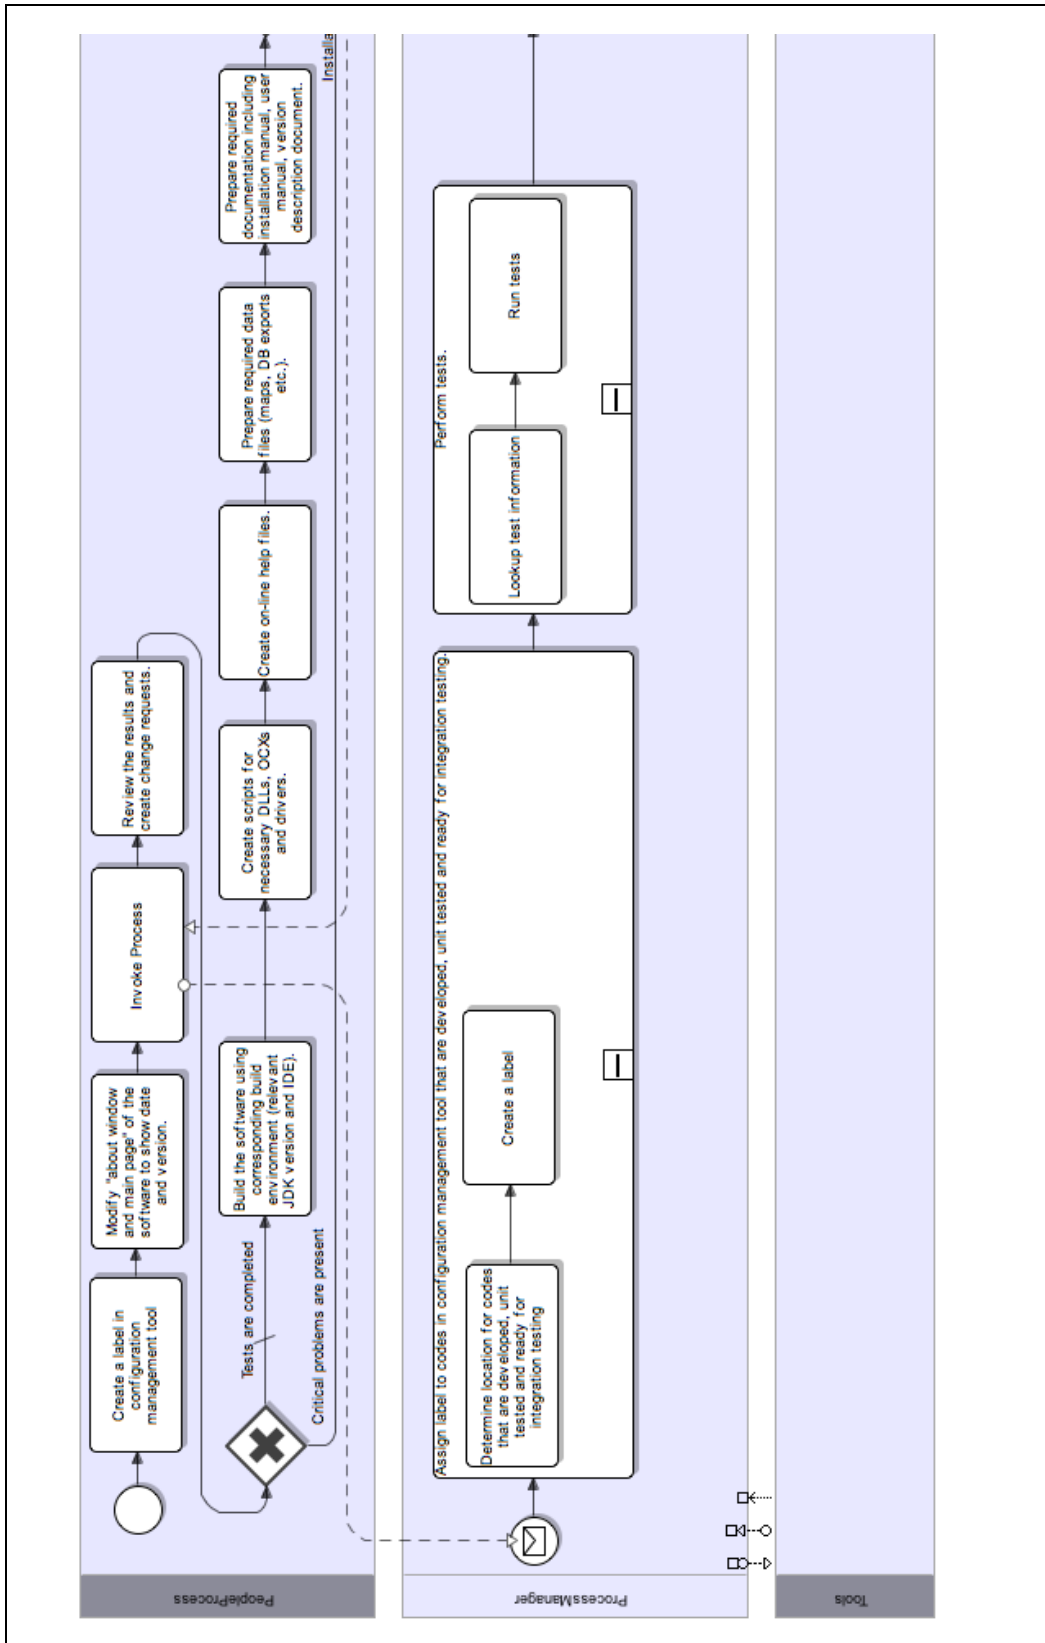 PeopleProcess
Create a label in
configuration
management tool
Modify "about window
and main page" of the
software to show date
and version.
Invoke Process
Review the results and
create change requests.
Tests are completed
Critical problems are present
Build the software using
corresponding build
environment (relevant
JDK version and IDE).
Create scripts for
necessary DLLs, OCXs
and drivers.
Create on-line help files.
Prepare required data
files (maps, DB exports
etc.).
Prepare required
documentation including
installation manual, user
manual, version
description document.
Installa
ProcessManager
Assign label to codes in configuration management tool that are developed, unit tested and ready for integration testing.
Determine location for codes
that are developed, unit
tested and ready for
integration testing
Create a label
Perform tests.
Lookup test information
Run tests
Tools